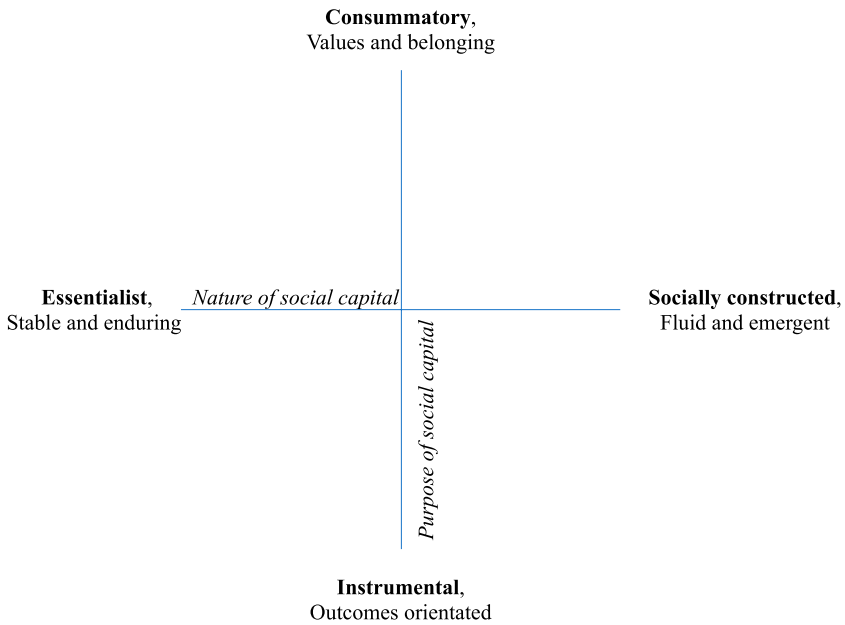 Consummatory,
Values and belonging
Essentialist,
Stable and enduring
Nature of social capital
Socially constructed,
Fluid and emergent
Purpose of social capital
Instrumental,
Outcomes orientated